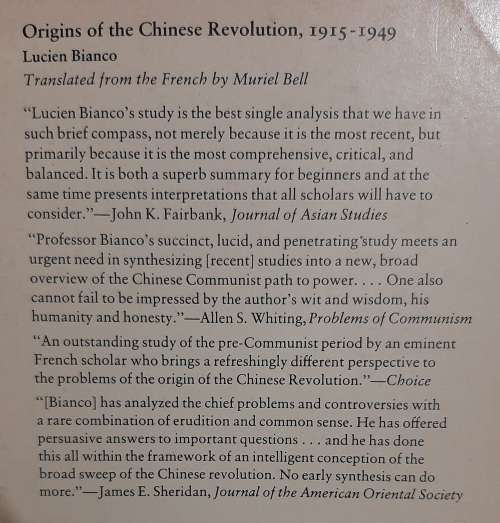 Origins of the Chinese Revolution, 1915-1949
Lucien Bianco
Translated from the French by Muriel Bell
“Lucien Bianco’s study is the best single analysis that we have in
such brief compass, not merely because it is the most recent, but
primarily because it is the most comprehensive, critical, and
balanced. It is both a superb summary for beginners and at the
same time presents interpretations that all scholars will have to
consider.”—John K. Fairbank, Journal of Asian Studies
“Professor Bianco’s succinct, lucid, and penetrating study meets an
urgent need in synthesizing [recent] studies into a new, broad
overview of the Chinese Communist path to power. . . . One also
cannot fail to be impressed by the author’s wit and wisdom, his
humanity and honesty.”—Allen S. Whiting, Problems of Communism
“An outstanding study of the pre-Communist period by an eminent
French scholar who brings a refreshingly different perspective to
the problems of the origin of the Chinese Revolution.”—Choice
“[Bianco] has analyzed the chief problems and controversies with
a rare combination of erudition and common sense. He has offered
persuasive answers to important questions . . . and he has done
this all within the framework of an intelligent conception of the
broad sweep of the Chinese revolution. No early synthesis can do
more.”—James E. Sheridan, Journal of the American Oriental Society